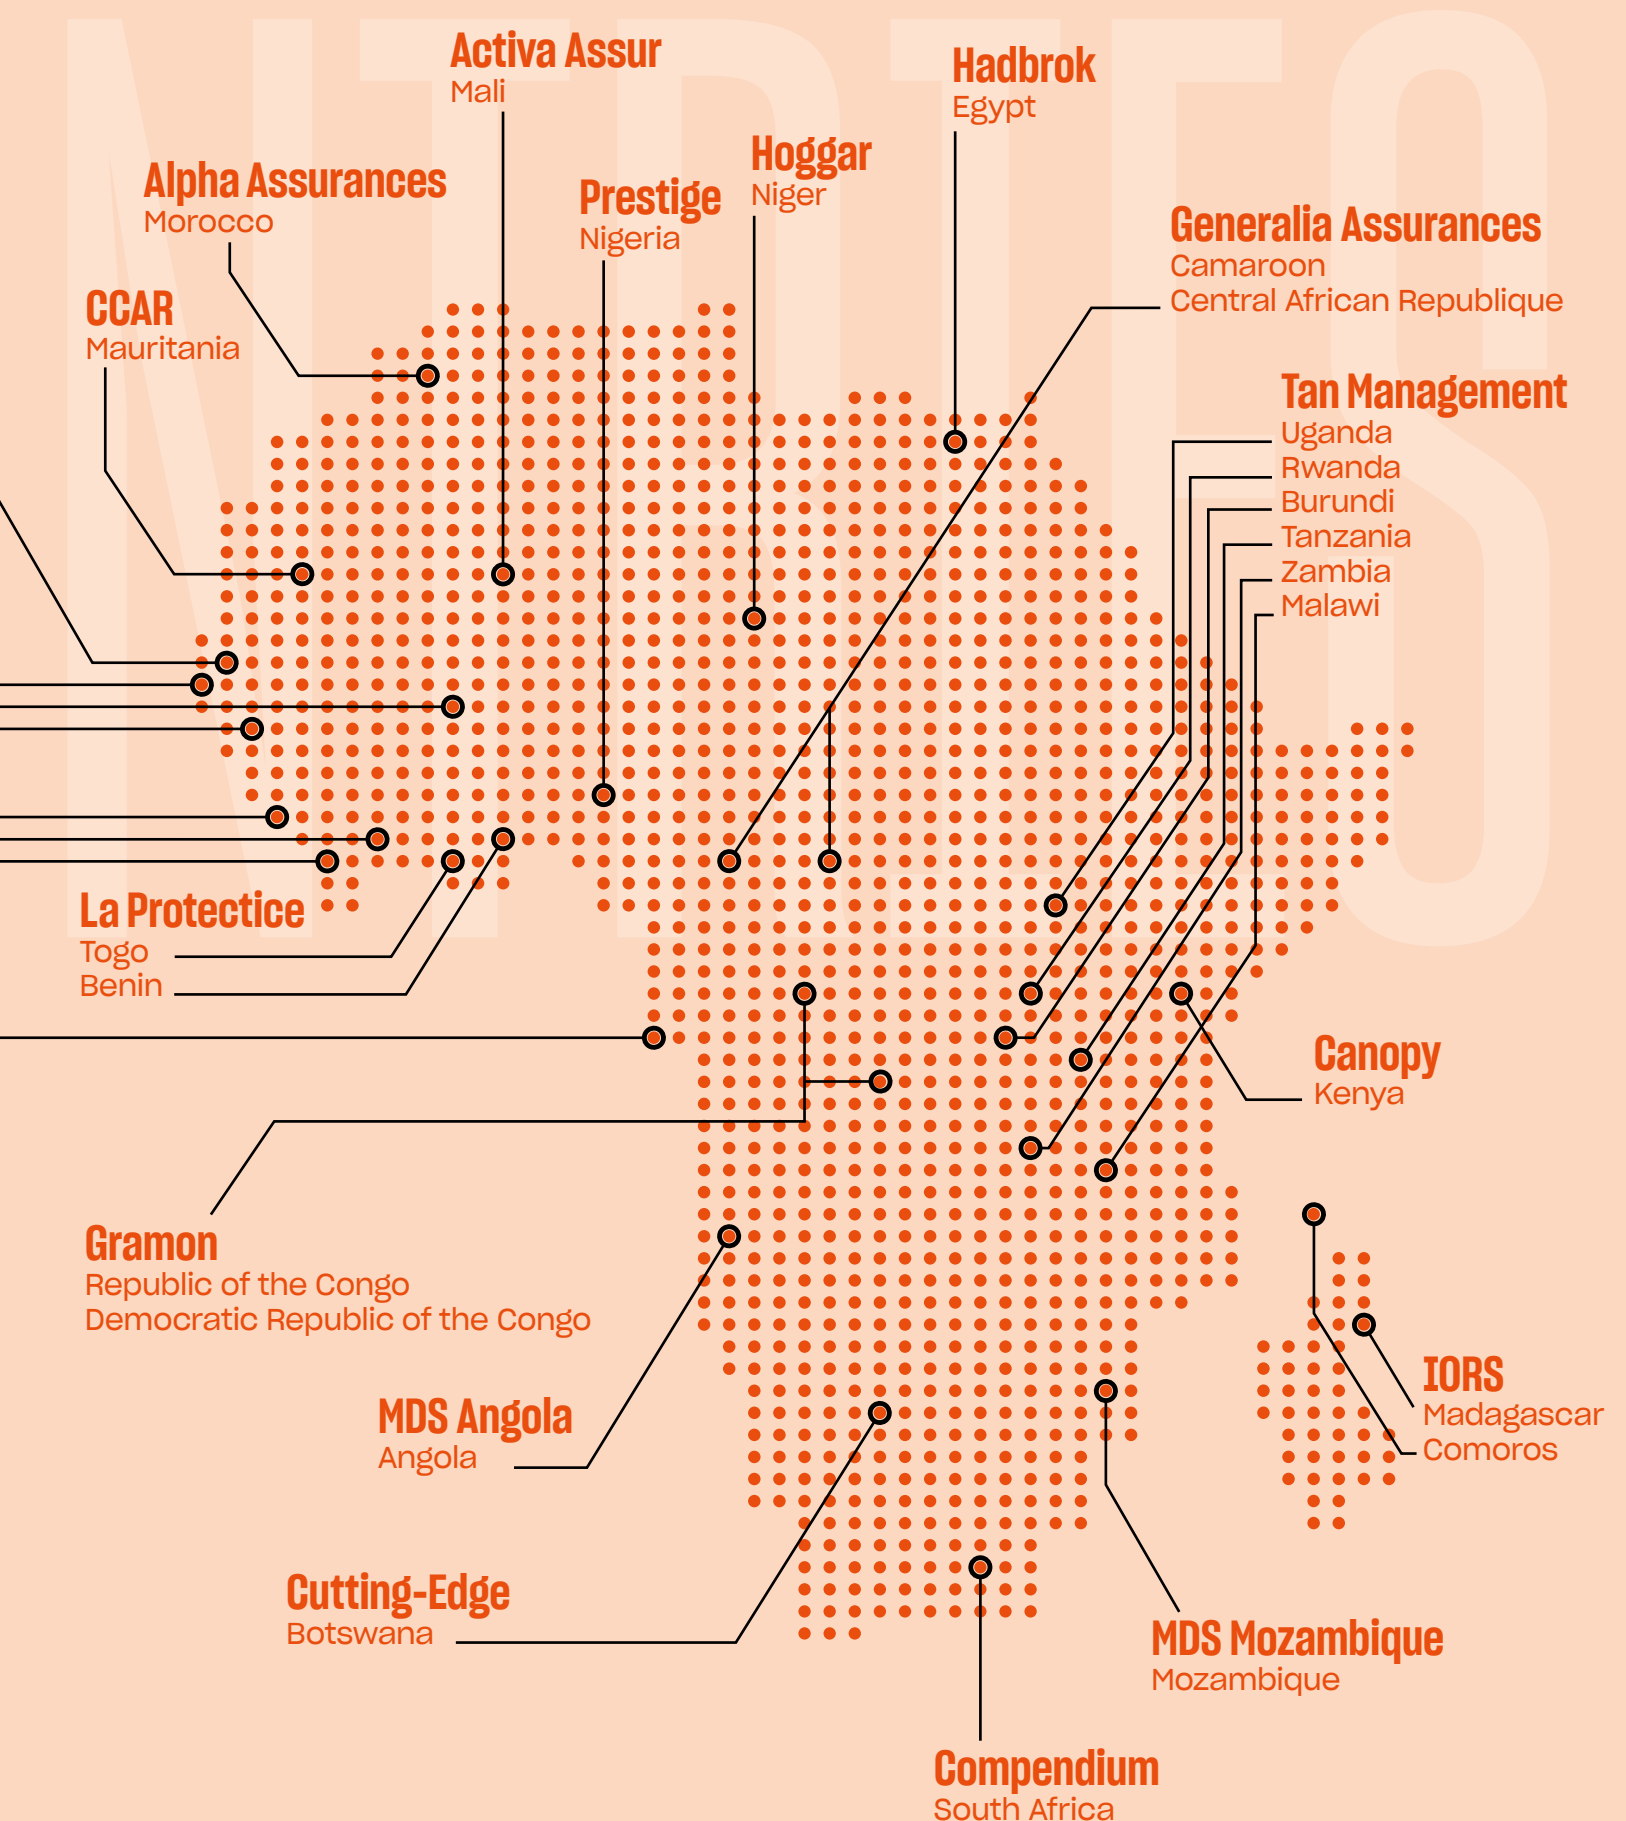 NTRIES
Activa Assur
Mali
Hadbrok
Egypt
Hoggar
Niger
Alpha Assurances
Morocco
Prestige
Nigeria
Generalia Assurances
Camaroon
Central African Republique
CCAR
Mauritania
Tan Management
Uganda
Rwanda
Burundi
Tanzania
Zambia
Malawi
La Protectice
Togo
Benin
Canopy
Kenya
Gramon
Republic of the Congo
Democratic Republic of the Congo
IORS
Madagascar
Comoros
MDS Angola
Angola
Cutting-Edge
Botswana
MDS Mozambique
Mozambique
Compendium
South Africa